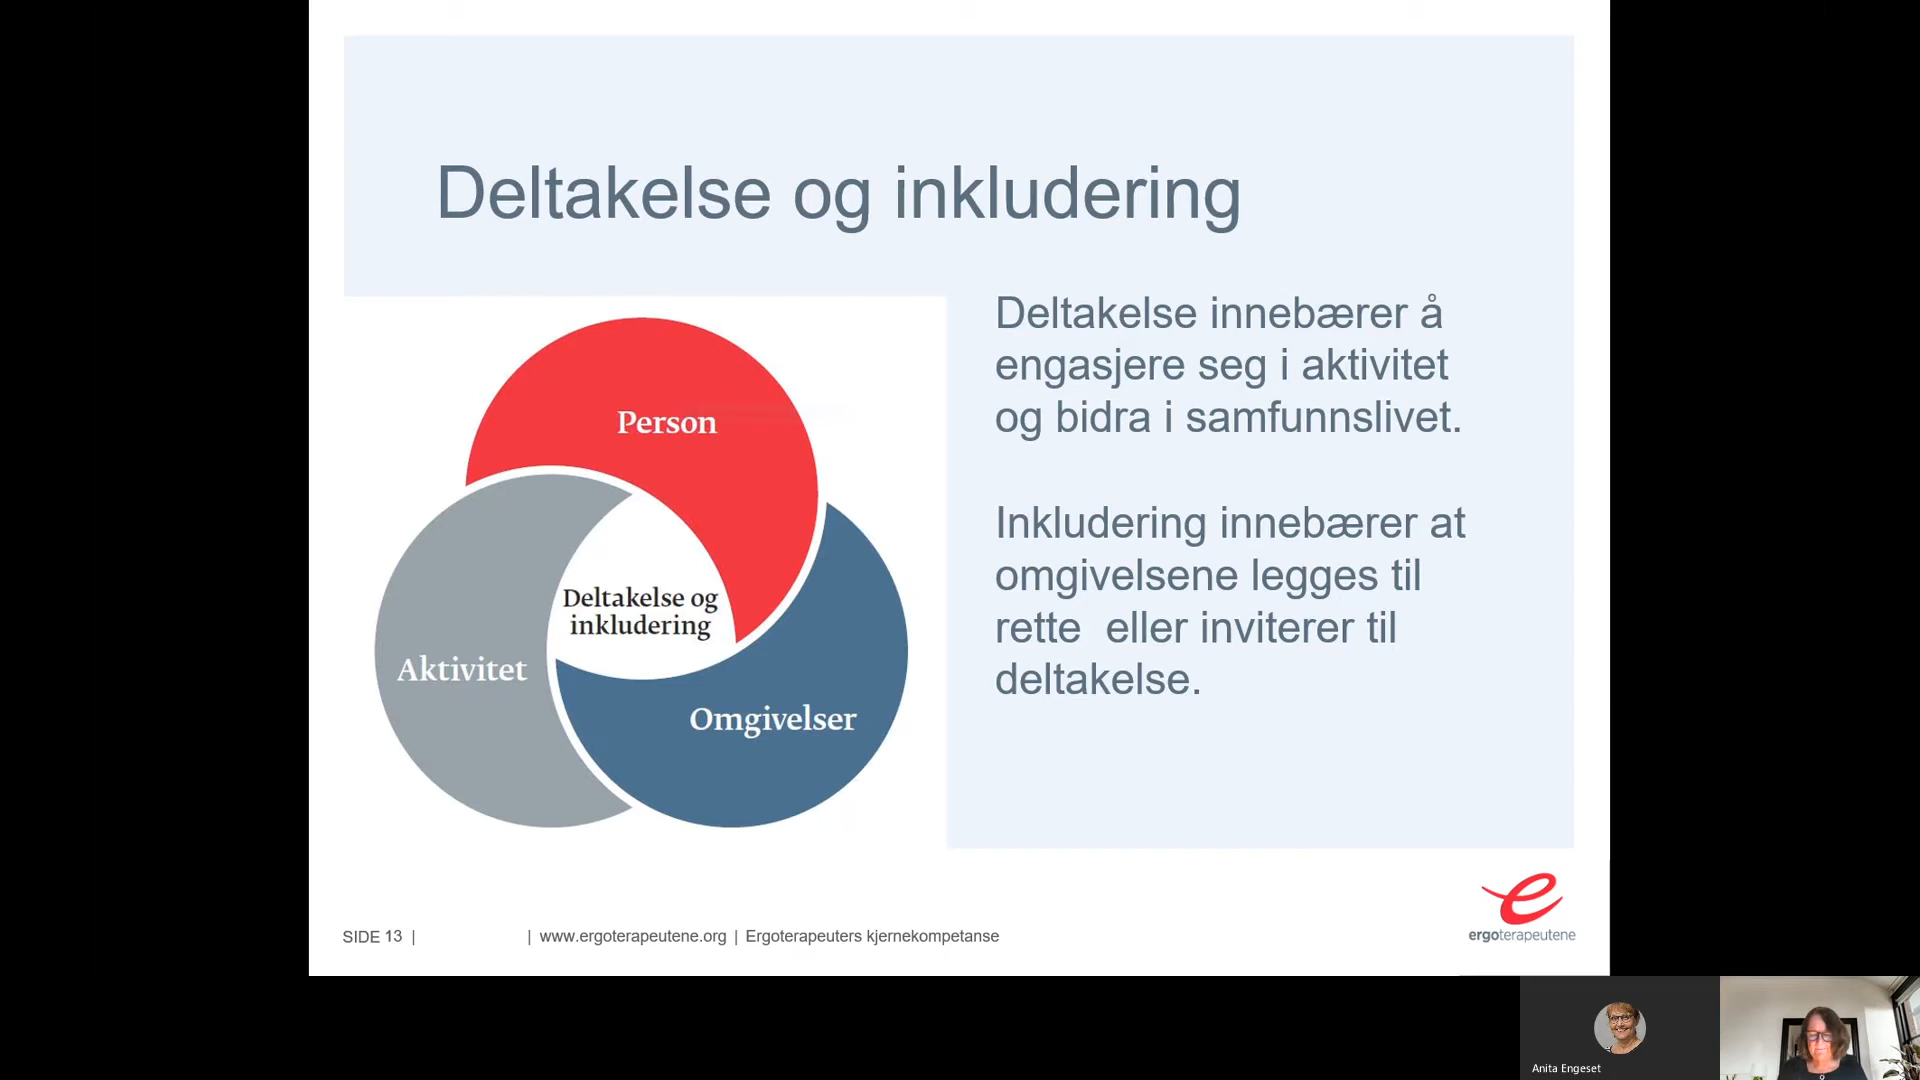 Deltakelse og inkludering
Person
Deltakelse og
inkludering
Aktivitet
Omgivelser
Deltakelse innebærer å
engasjere seg i aktivitet
og bidra i samfunnslivet.
Inkludering innebærer at
omgivelsene legges til
rette  eller inviterer til
deltakelse.
SIDE 13 | | www.ergoterapeutene.org | Ergoterapeuters kjernekompetanse
ergoterapeutene
Anita Engeset